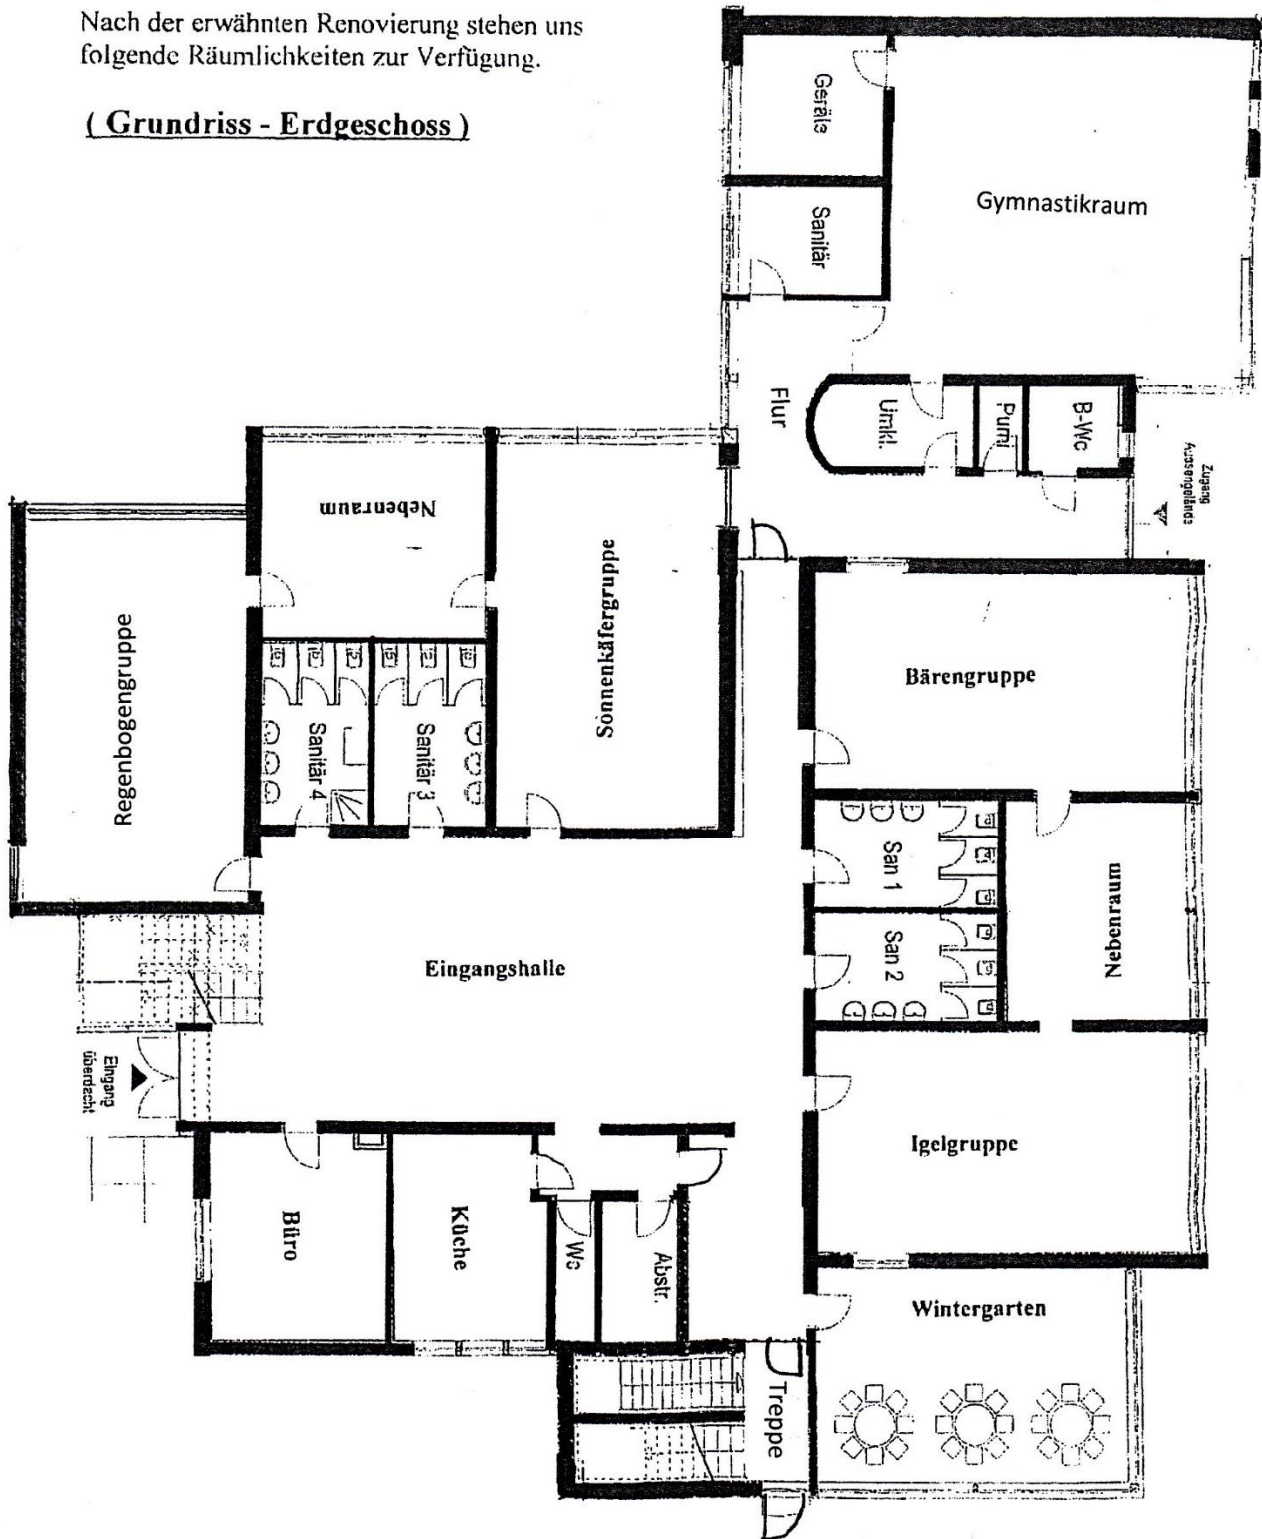 Nach der erwähnten Renovierung stehen uns
folgende Räumlichkeiten zur Verfügung.
( Grundriss - Erdgeschoss )
Geräte
Sanitär
Gymnastikraum
Flur
Umkl.
Pumi
B-Wc
Zugang
Aussengelände
Nebenraum
Sonnenkäfergruppe
Regenbogengruppe
Sanitär 4
Sanitär 3
Bärengruppe
San 1
San 2
Nebenraum
Eingangshalle
Eingang
überdacht
Igelgruppe
Büro
Küche
Wc
Abstr.
Wintergarten
Treppe